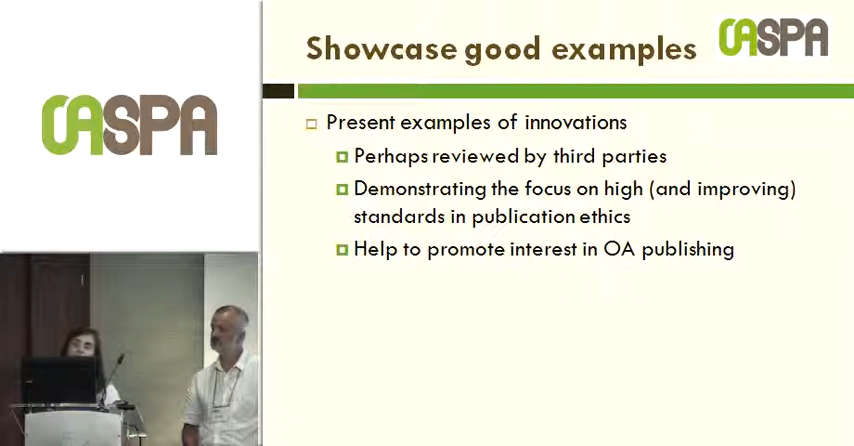 Showcase good examples
OASPA
OASPA
Present examples of innovations
Perhaps reviewed by third parties
Demonstrating the focus on high (and improving)
standards in publication ethics
Help to promote interest in OA publishing